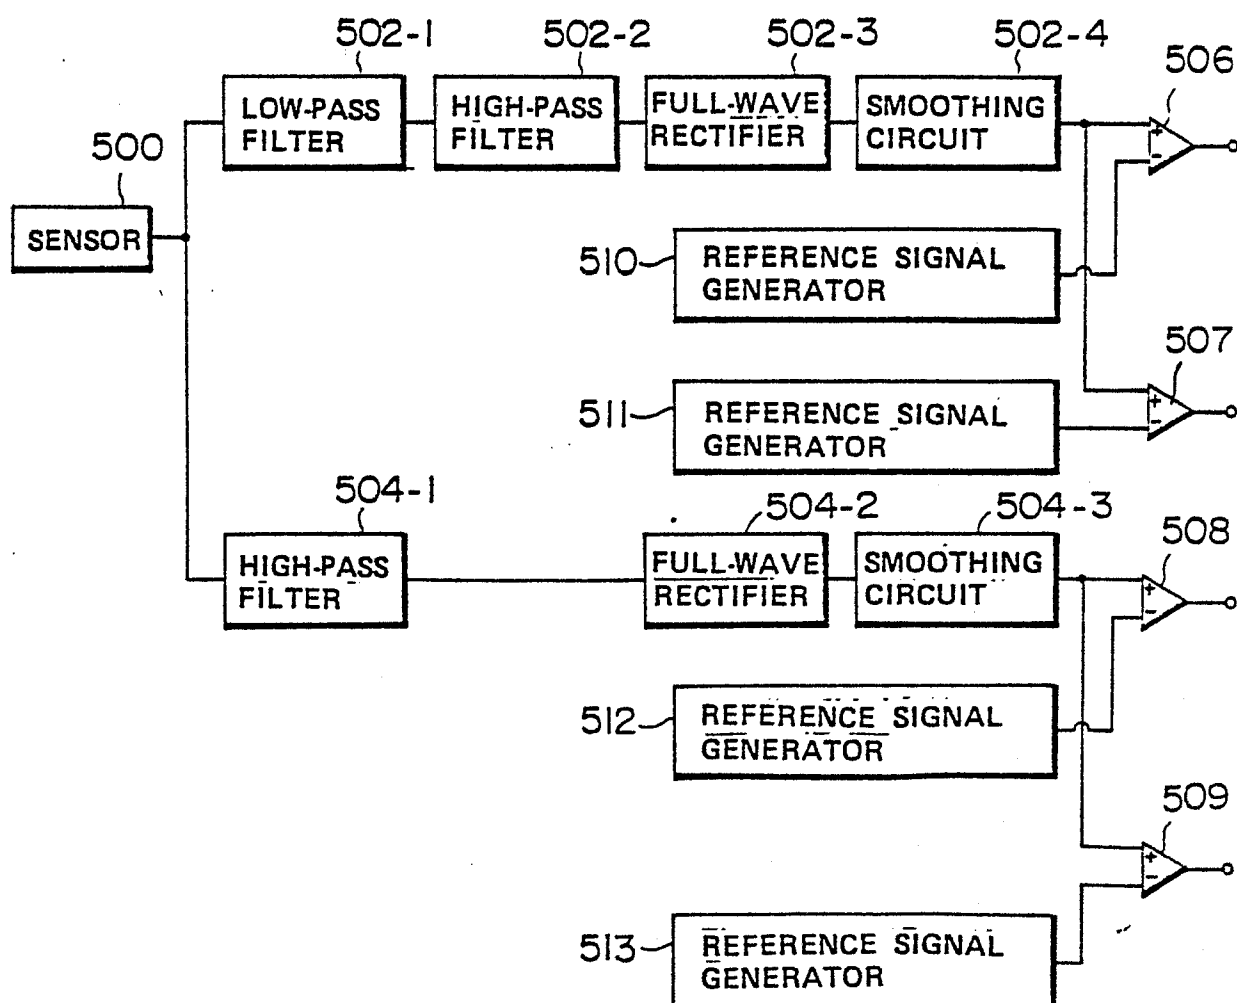 502-1
502-2
502-3
502-4
506
LOW-PASS
FILTER
HIGH-PASS
FILTER
FULL-WAVE
RECTIFIER
SMOOTHING
CIRCUIT
+
-
500
SENSOR
510
REFERENCE SIGNAL
GENERATOR
507
511
REFERENCE SIGNAL
GENERATOR
+
-
504-1
504-2
504-3
508
HIGH-PASS
FILTER
FULL-WAVE
RECTIFIER
SMOOTHING
CIRCUIT
+
-
512
REFERENCE SIGNAL
GENERATOR
509
+
-
513
REFERENCE SIGNAL
GENERATOR